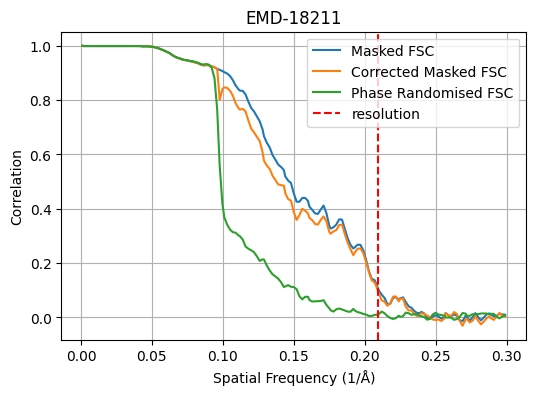 EMD-18211
Masked FSC
Corrected Masked FSC
Phase Randomised FSC
resolution
Correlation
1.0
0.8
0.6
0.4
0.2
0.0
0.00 0.05 0.10 0.15 0.20 0.25 0.30
Spatial Frequency (1/Å)